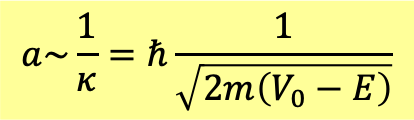 a~ 1/κ = ħ 1/√(2m(V₀ − E))